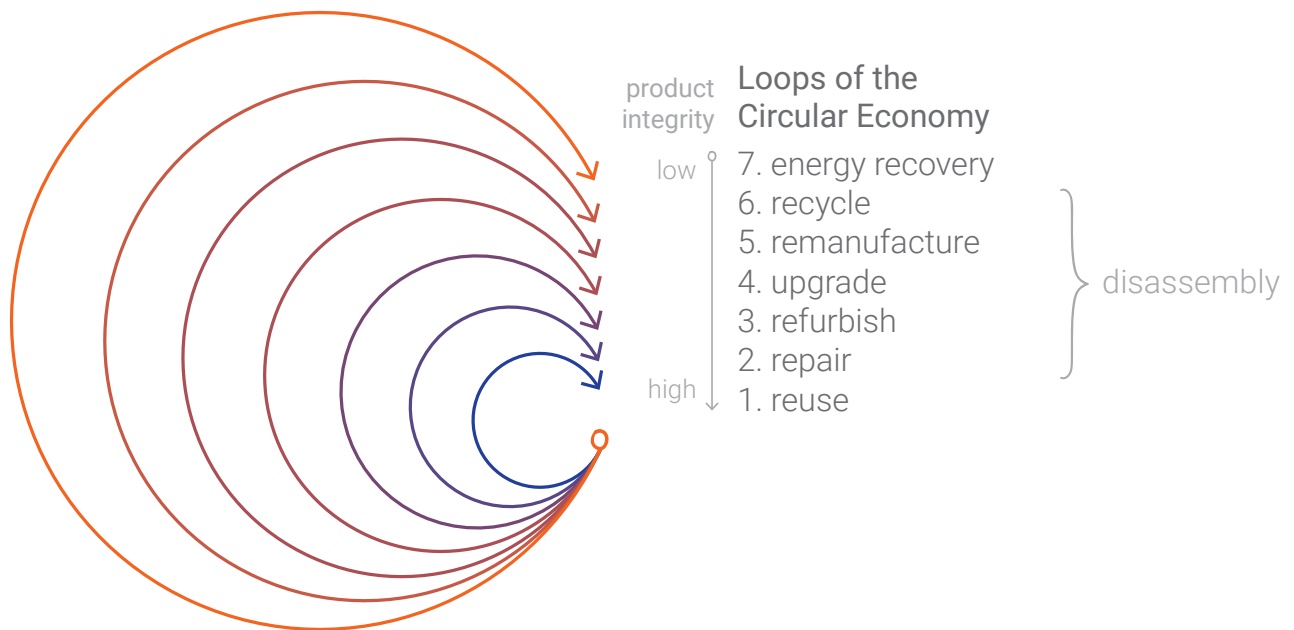 product
integrity
Loops of the
Circular Economy
low
high
7. energy recovery
6. recycle
5. remanufacture
4. upgrade
3. refurbish
2. repair
1. reuse
disassembly